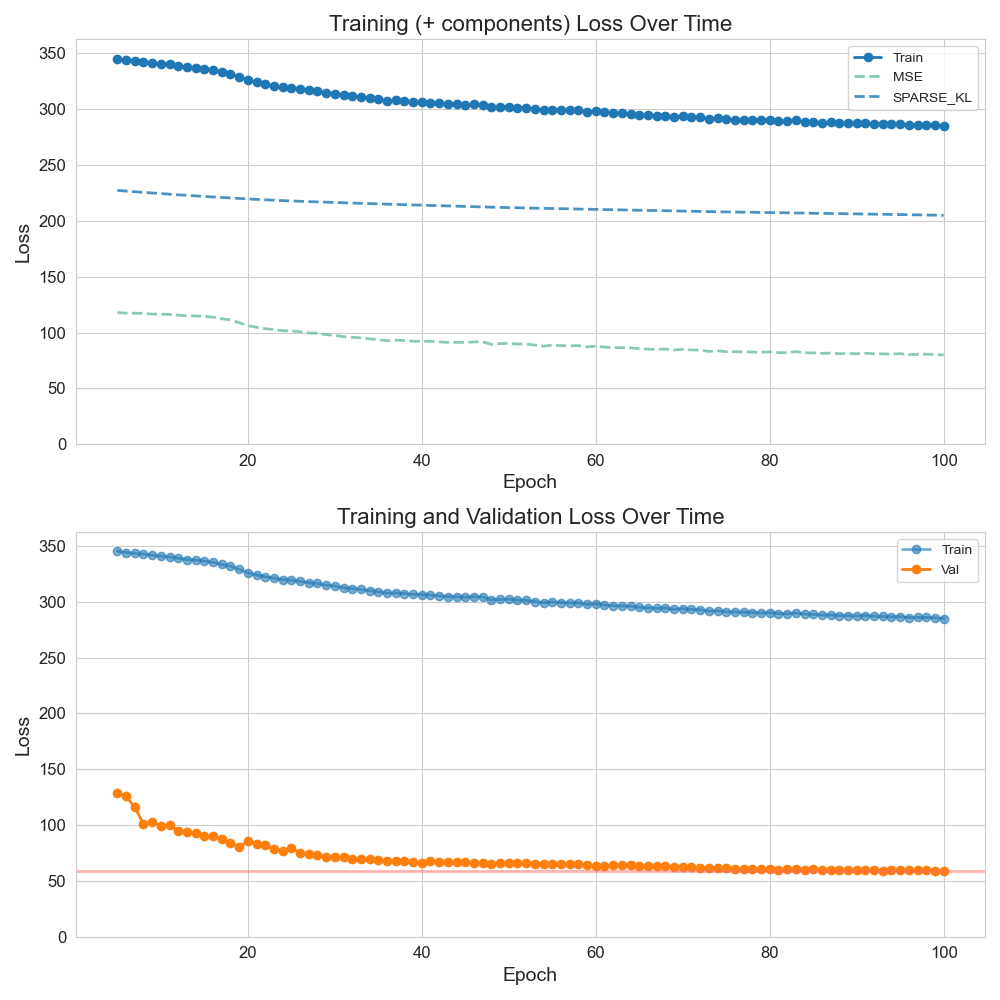 Training (+ components) Loss Over Time
350
300
250
200
150
100
50
0
Loss
Train
MSE
SPARSE_KL
20 40 60 80 100
Epoch
Training and Validation Loss Over Time
350
300
250
200
150
100
50
0
Loss
Train
Val
20 40 60 80 100
Epoch